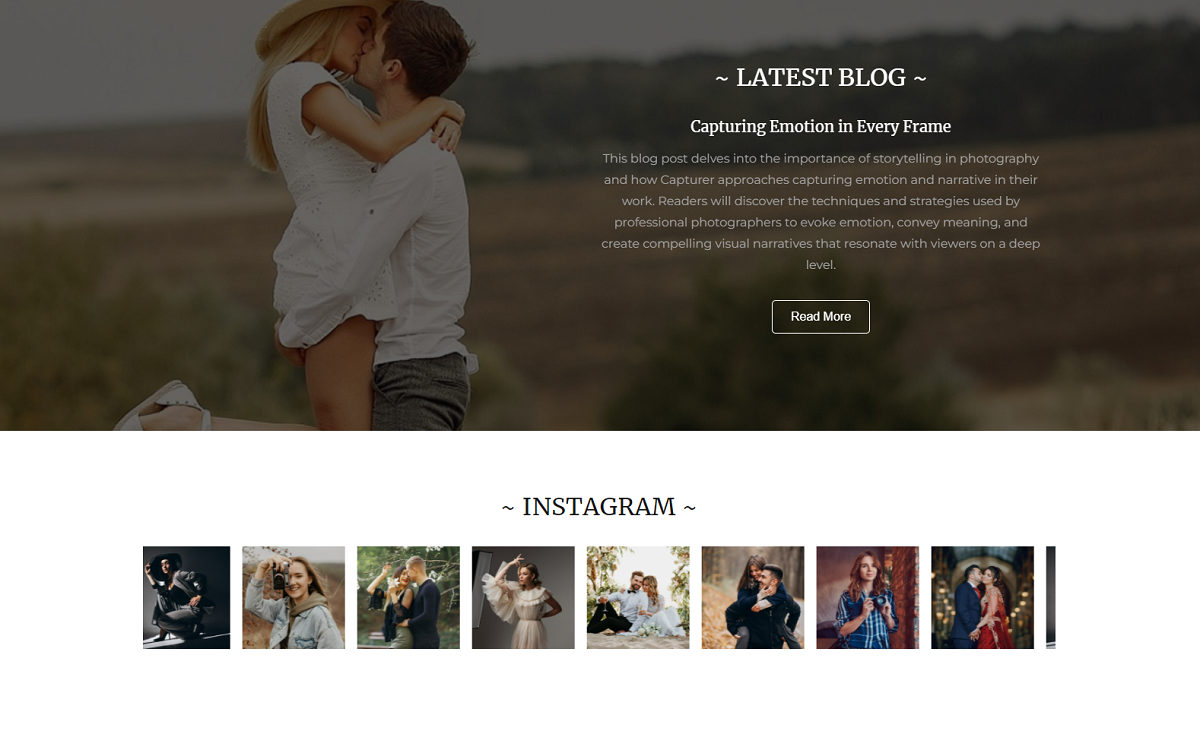 ~ LATEST BLOG ~
Capturing Emotion in Every Frame
This blog post delves into the importance of storytelling in photography
and how Capturer approaches capturing emotion and narrative in their
work. Readers will discover the techniques and strategies used by
professional photographers to evoke emotion, convey meaning, and
create compelling visual narratives that resonate with viewers on a deep
level.
Read More
~ INSTAGRAM ~